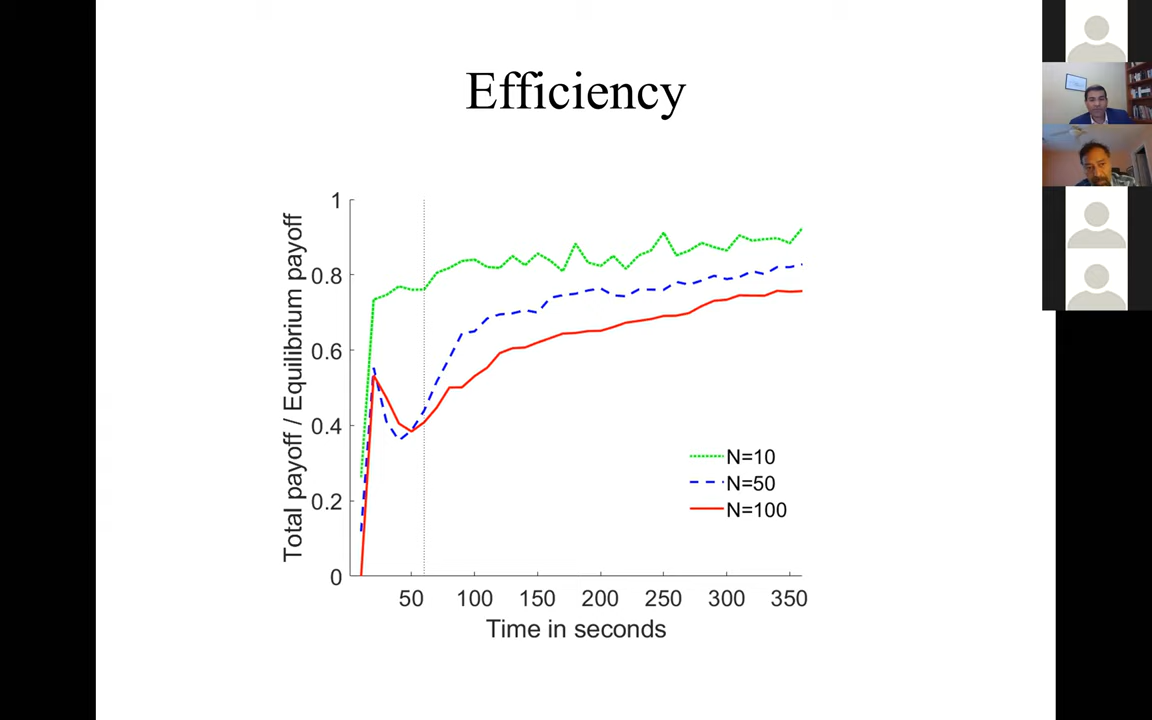 Efficiency
Total payoff / Equilibrium payoff
1
0.8
0.6
0.4
0.2
0
N=10
N=50
N=100
50 100 150 200 250 300 350
Time in seconds